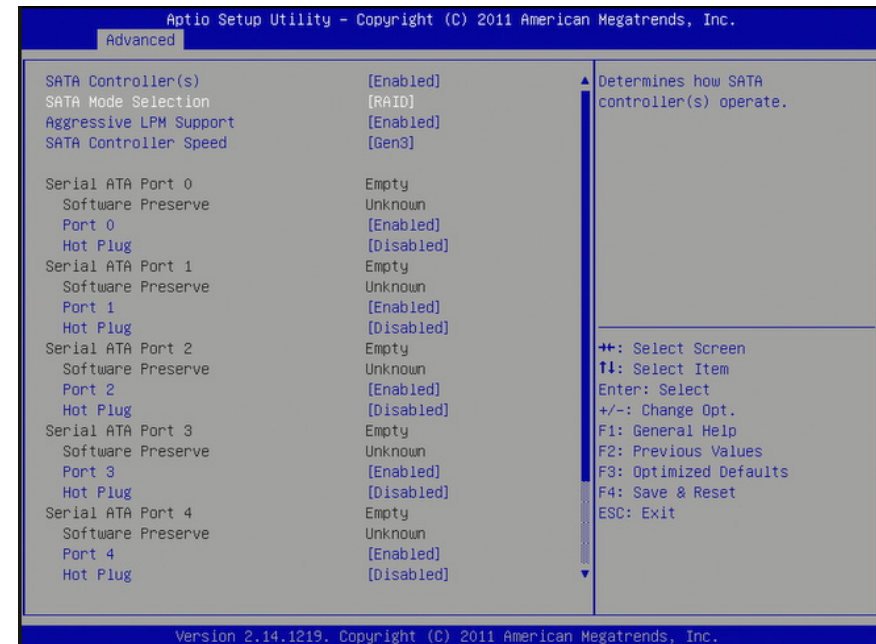 Aptio Setup Utility – Copyright (C) 2011 American Megatrends, Inc.
Advanced
SATA Controller(s) [Enabled]
SATA Mode Selection [RAID]
Aggressive LPM Support [Enabled]
SATA Controller Speed [Gen3]
Serial ATA Port 0 Empty
Software Preserve Unknown
Port 0 [Enabled]
Hot Plug [Disabled]
Serial ATA Port 1 Empty
Software Preserve Unknown
Port 1 [Enabled]
Hot Plug [Disabled]
Serial ATA Port 2 Empty
Software Preserve Unknown
Port 2 [Enabled]
Hot Plug [Disabled]
Serial ATA Port 3 Empty
Software Preserve Unknown
Port 3 [Enabled]
Hot Plug [Disabled]
Serial ATA Port 4 Empty
Software Preserve Unknown
Port 4 [Enabled]
Hot Plug [Disabled]
Determines how SATA
controller(s) operate.
→←: Select Screen
↑↓: Select Item
Enter: Select
+/-: Change Opt.
F1: General Help
F2: Previous Values
F3: Optimized Defaults
F4: Save & Reset
ESC: Exit
Version 2.14.1219. Copyright (C) 2011 American Megatrends, Inc.